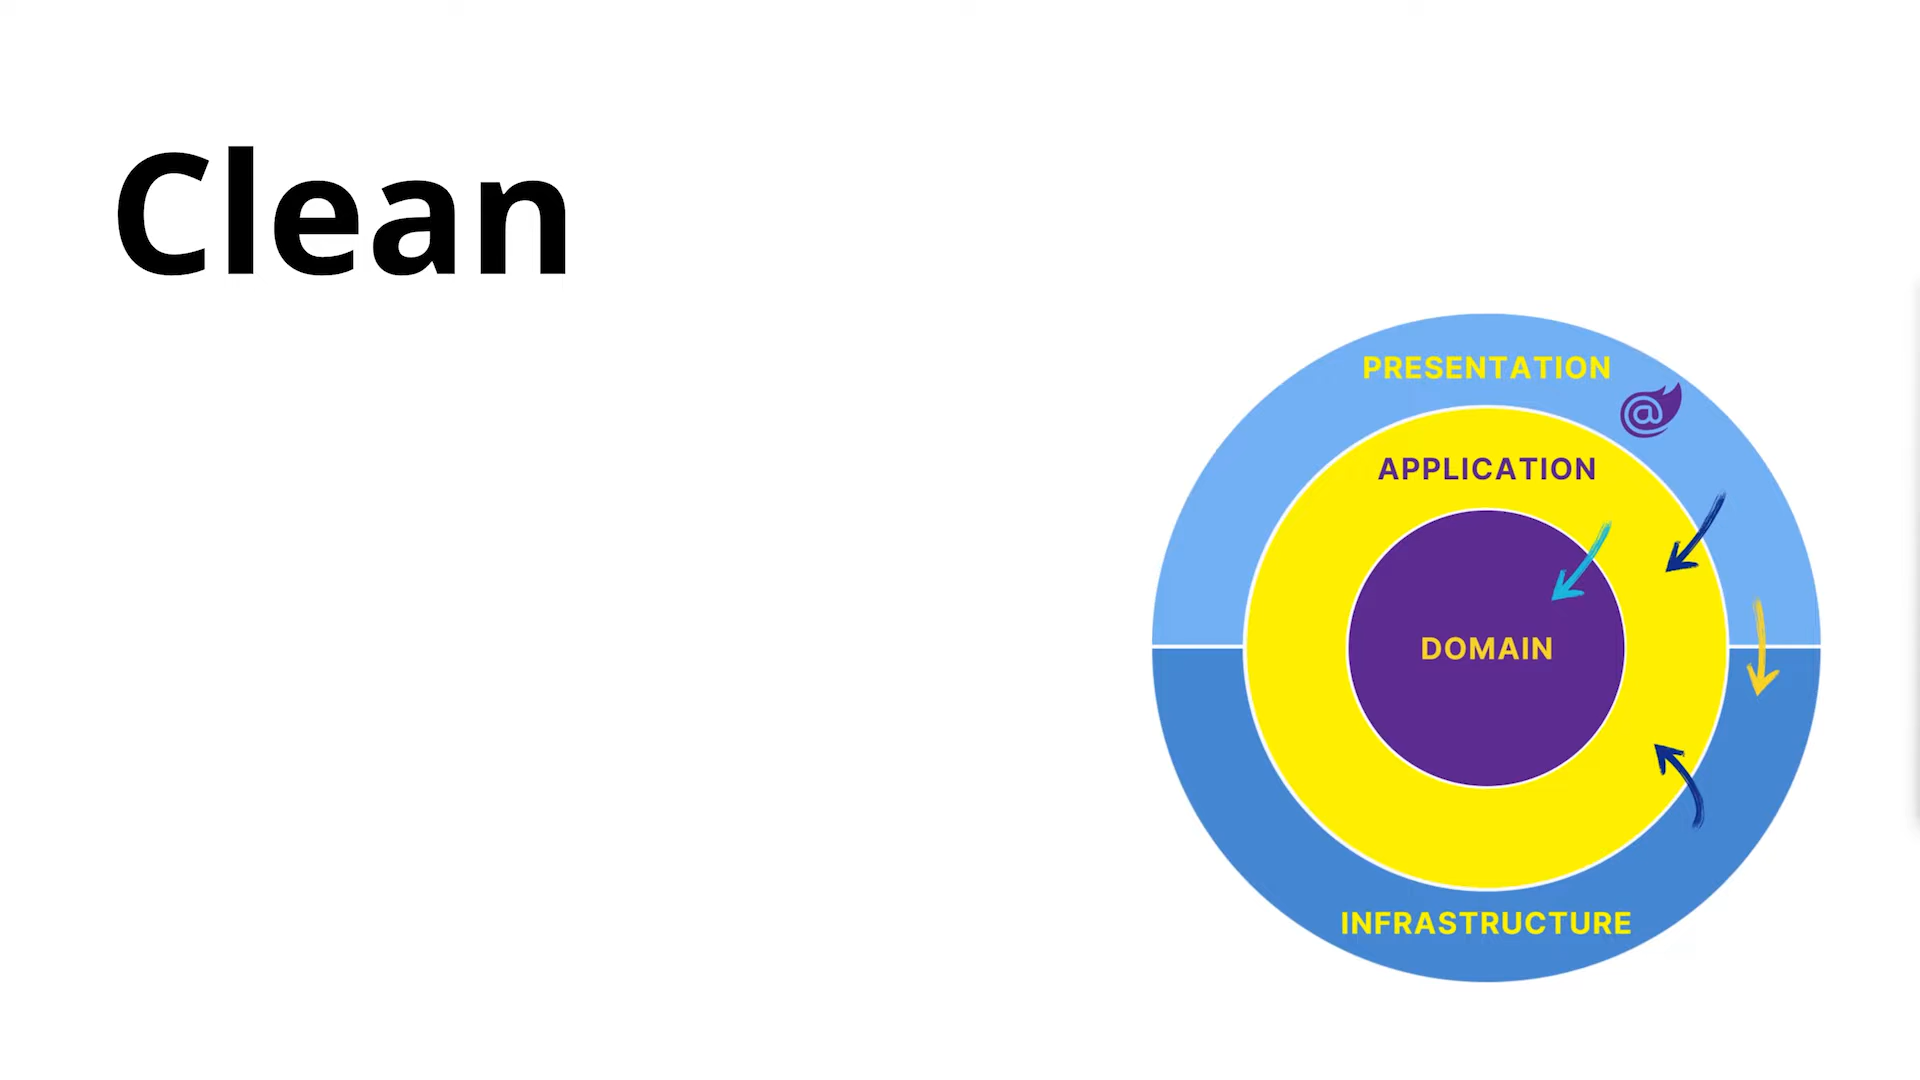 Clean
PRESENTATION
@
APPLICATION
DOMAIN
INFRASTRUCTURE